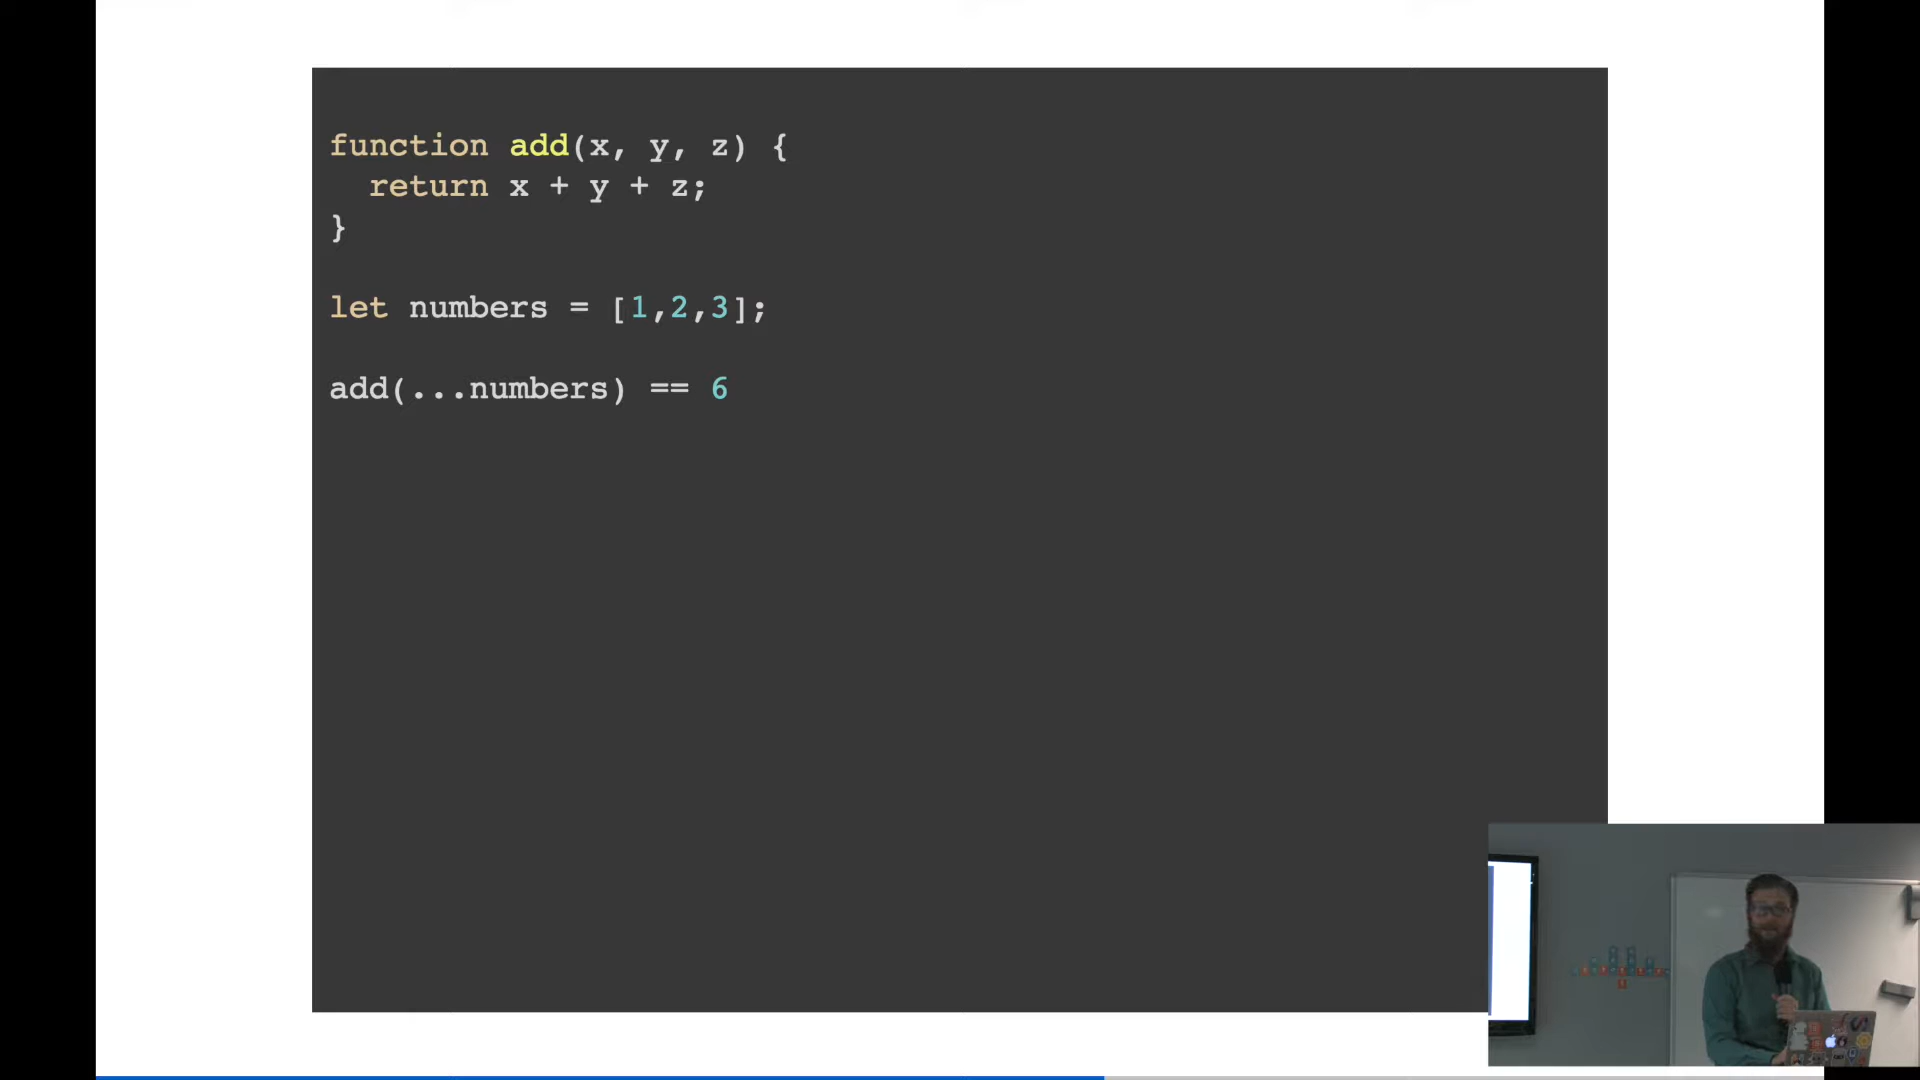 function add(x, y, z) {
  return x + y + z;
}
let numbers = [1,2,3];
add(...numbers) == 6